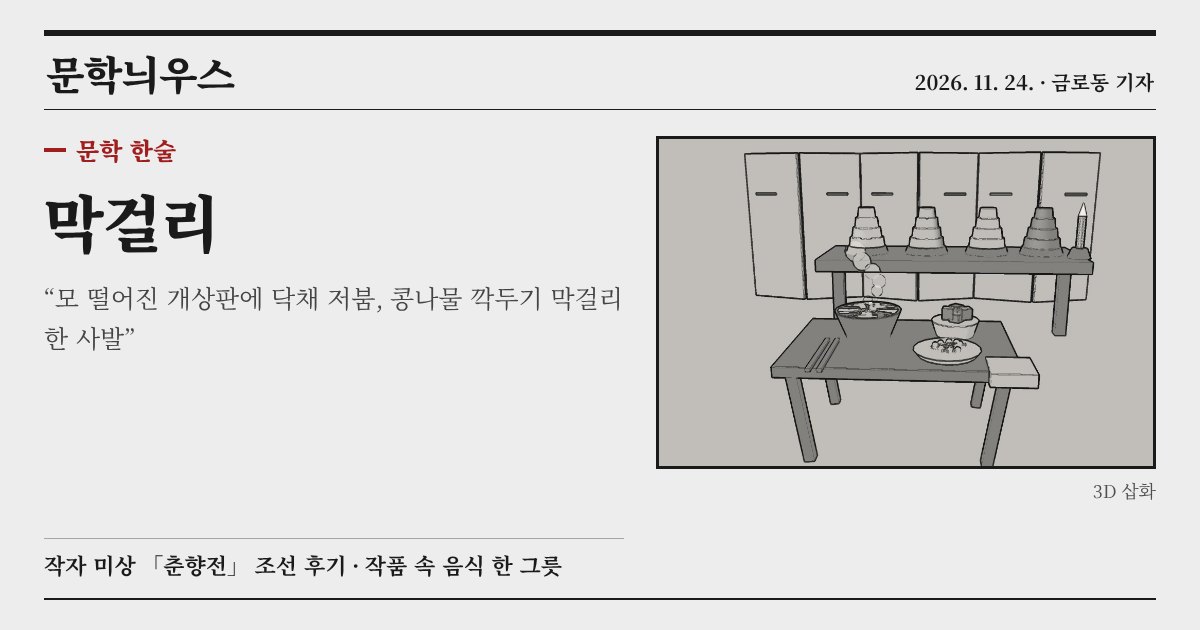 문학늬우스
2026. 11. 24. · 금로동 기자
문학 한술
막걸리
“모 떨어진 개상판에 닥채 저붐, 콩나물 깍두기 막걸리
한 사발”
3D 삽화
작자 미상 「춘향전」 조선 후기 · 작품 속 음식 한 그릇